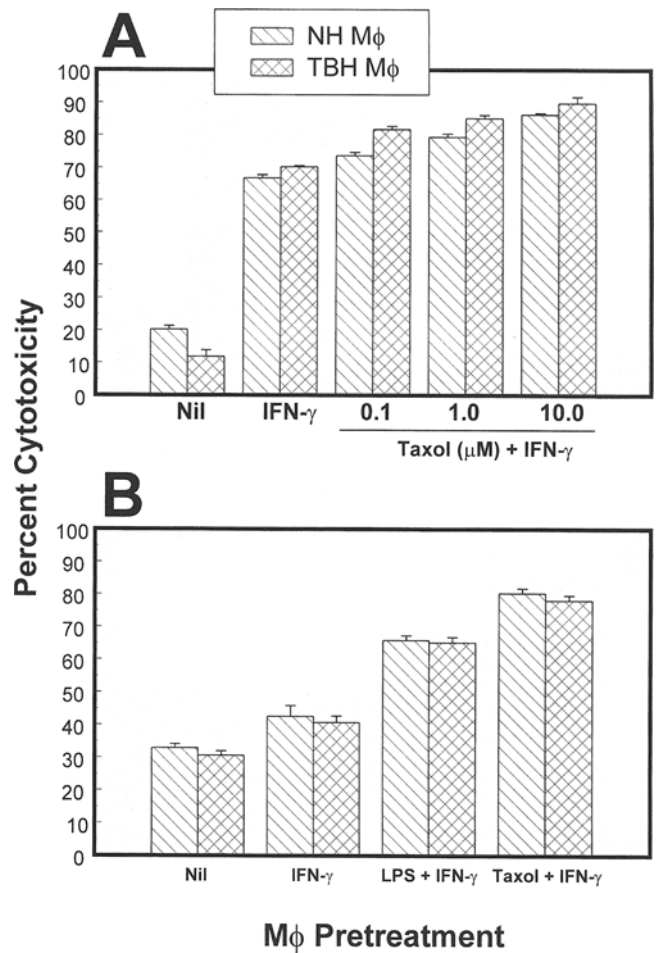 A
NH Mϕ
TBH Mϕ
100
90
80
70
60
50
40
30
20
10
0
Nil IFN-γ 0.1 1.0 10.0
Taxol (μM) + IFN-γ
Percent Cytotoxicity
B
100
90
80
70
60
50
40
30
20
10
0
Nil IFN-γ LPS + IFN-γ Taxol + IFN-γ
Mϕ Pretreatment